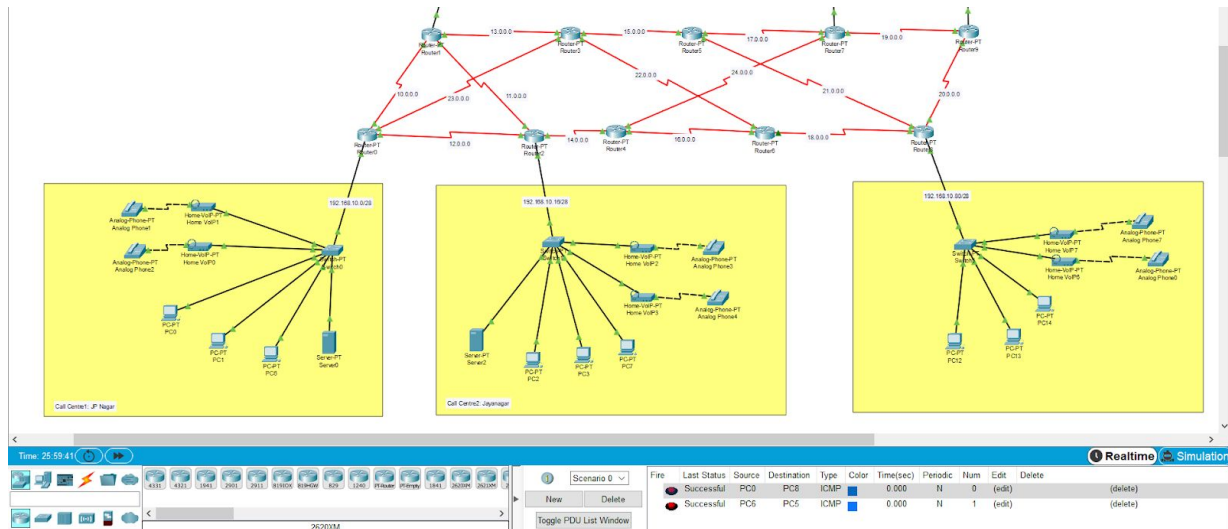 13.0.0.0
15.0.0.0
17.0.0.0
19.0.0.0
Router-PT
Router1
Router-PT
Router3
Router-PT
Router5
Router-PT
Router7
Router-PT
Router9
10.0.0.0
23.0.0.0
11.0.0.0
22.0.0.0
24.0.0.0
21.0.0.0
20.0.0.0
Router-PT
Router0
12.0.0.0
Router-PT
Router2
14.0.0.0
Router-PT
Router4
16.0.0.0
Router-PT
Router6
18.0.0.0
Router-PT
192.168.10.0/28
192.168.10.16/28
192.168.10.80/28
Analog-Phone-PT
Analog Phone1
Home-VoIP-PT
Home VoIP1
Analog-Phone-PT
Analog Phone2
Home-VoIP-PT
Home VoIP0
Switch0
PC-PT
PC0
PC-PT
PC1
PC-PT
Server-PT
Server0
Call Centre1: JP Nagar
Home-VoIP-PT
Home VoIP2
Analog-Phone-PT
Analog Phone3
Home-VoIP-PT
Home VoIP3
Analog-Phone-PT
Analog Phone4
Server-PT
Server2
PC-PT
PC2
PC-PT
PC3
PC-PT
PC7
Call Centre2: Jayanagar
Home-VoIP-PT
Home VoIP7
Analog-Phone-PT
Analog Phone7
Home-VoIP-PT
Analog-Phone-PT
PC-PT
PC14
PC-PT
PC12
PC-PT
PC13
Time: 25:59:41
Realtime
Simulation
4331
4321
1941
2901
2911
819IOX
819HGW
829
1240
PT-Router
PT-Empty
1841
2620XM
2621XM
2620XM
Scenario 0
New
Delete
Toggle PDU List Window
Fire Last Status Source Destination Type Color Time(sec) Periodic Num Edit Delete
Successful PC0 PC8 ICMP 0.000 N 0 (edit) (delete)
Successful PC6 PC5 ICMP 0.000 N 1 (edit) (delete)